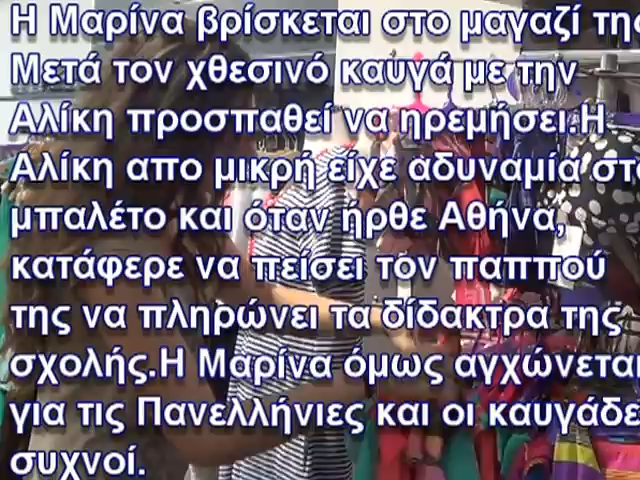 Η Μαρίνα βρίσκεται στο μαγαζί της
Μετά τον χθεσινό καυγά με την
Αλίκη προσπαθεί να ηρεμήσει.Η
Αλίκη απο μικρή είχε αδυναμία στο
μπαλέτο και όταν ήρθε Αθήνα,
κατάφερε να πείσει τον παππού
της να πληρώνει τα δίδακτρα της
σχολής.Η Μαρίνα όμως αγχώνεται
για τις Πανελλήνιες και οι καυγάδε
συχνοί.